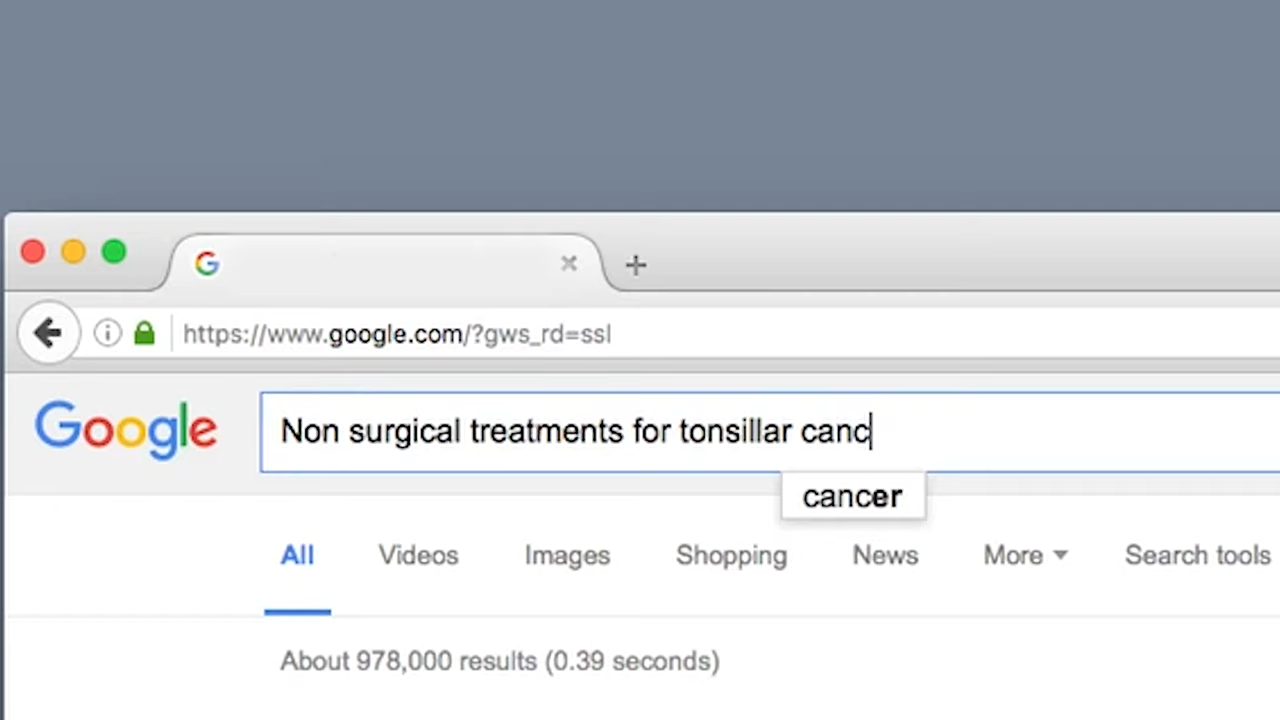 https://www.google.com/?gws_rd=ssl
Google
Non surgical treatments for tonsillar canc
cancer
All Videos Images Shopping News More Search tools
About 978,000 results (0.39 seconds)